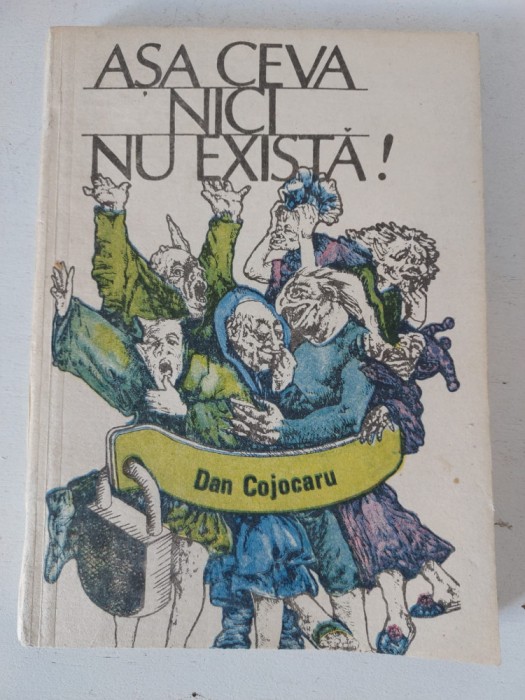 AȘA CEVA
NICI
NU EXISTĂ!
Dan Cojocaru